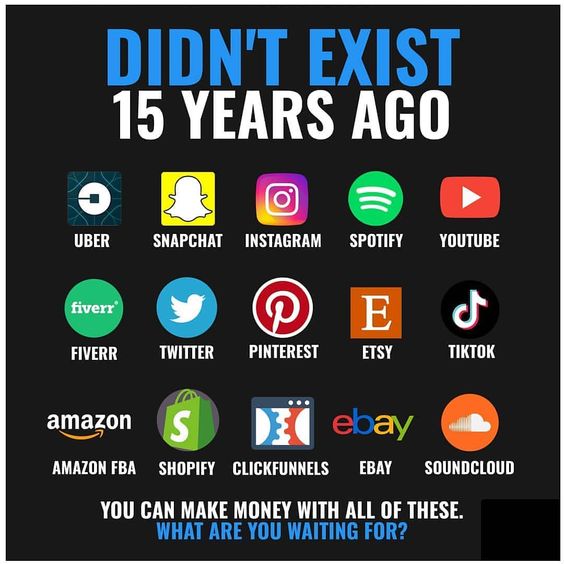 DIDN'T EXIST
15 YEARS AGO
UBER SNAPCHAT INSTAGRAM SPOTIFY YOUTUBE
fiverr
E
FIVERR TWITTER PINTEREST ETSY TIKTOK
amazon S ebay
AMAZON FBA SHOPIFY CLICKFUNNELS EBAY SOUNDCLOUD
YOU CAN MAKE MONEY WITH ALL OF THESE.
WHAT ARE YOU WAITING FOR?